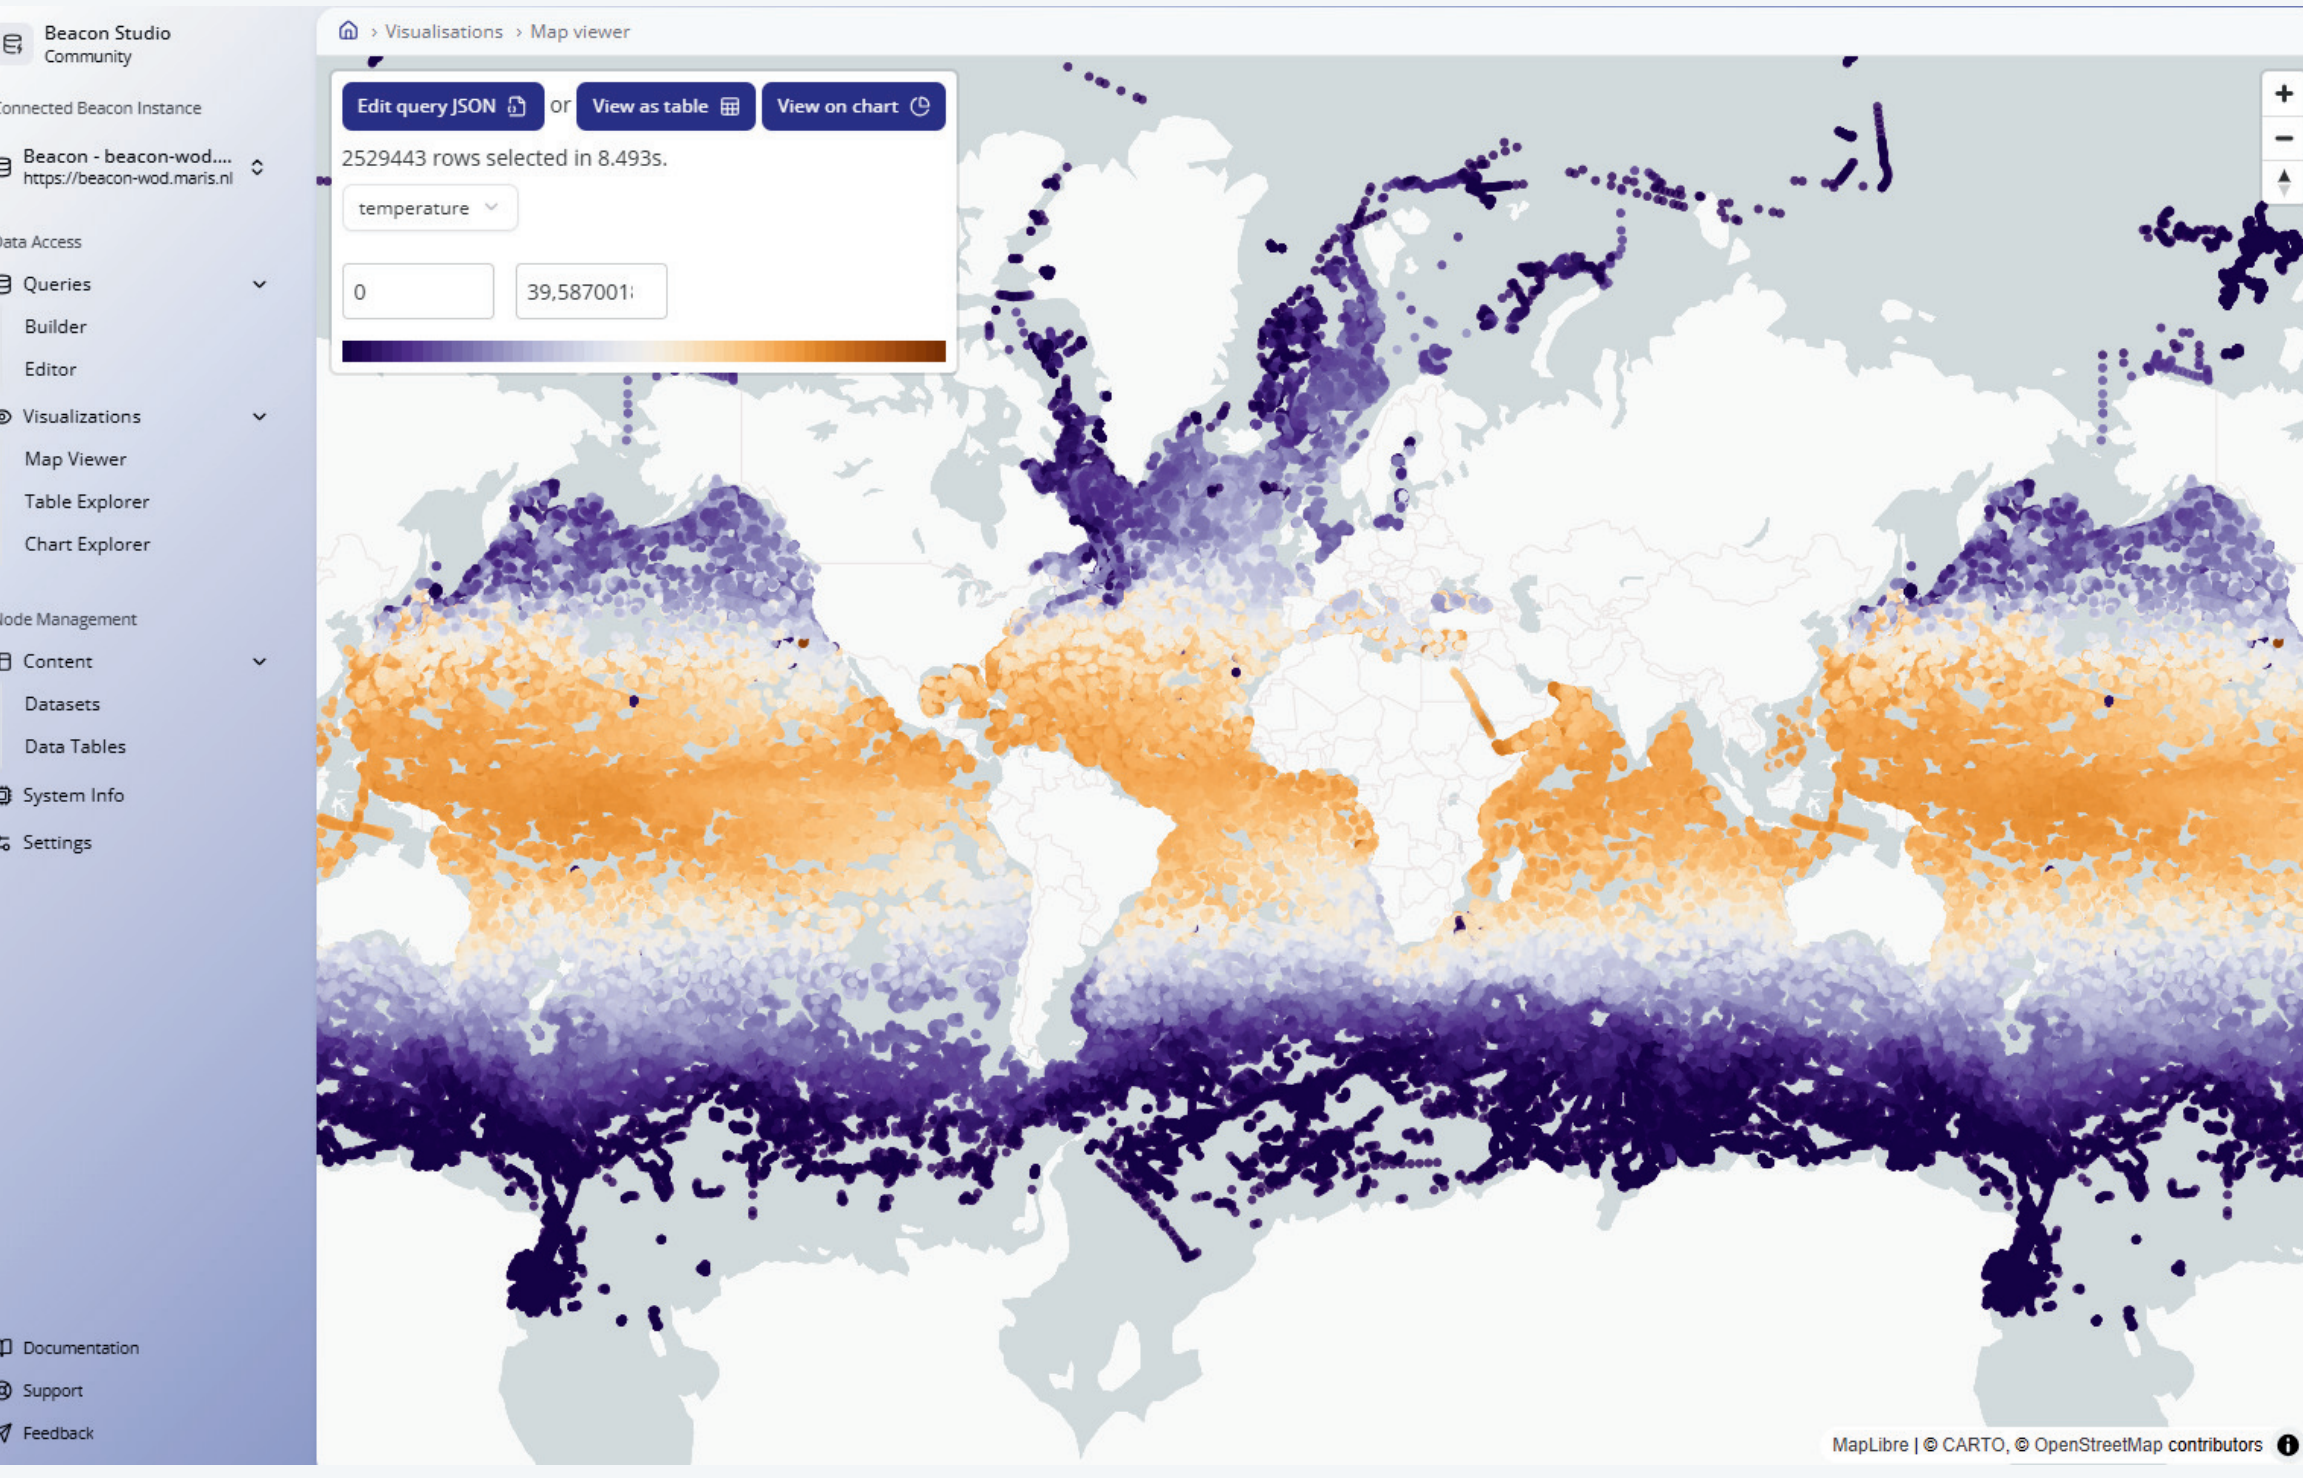 Beacon Studio
Community
Connected Beacon Instance
Beacon - beacon-wod....
https://beacon-wod.maris.nl
Data Access
Queries
Builder
Editor
Visualizations
Map Viewer
Table Explorer
Chart Explorer
Node Management
Content
Datasets
Data Tables
System Info
Settings
Documentation
Support
Feedback
Visualisations > Map viewer
Edit query JSON or View as table View on chart
2529443 rows selected in 8.493s.
temperature
0 39,587001
MapLibre | © CARTO, © OpenStreetMap contributors